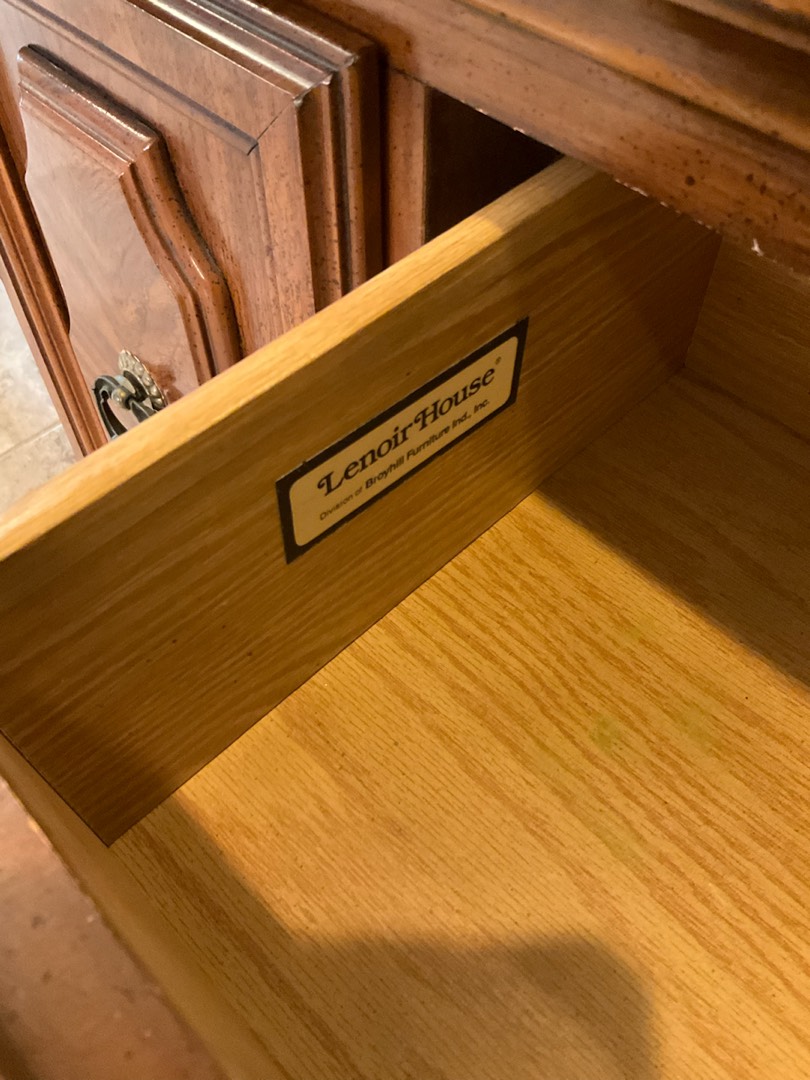 Lenoir House®
Division of Broyhill Furniture Ind., Inc.